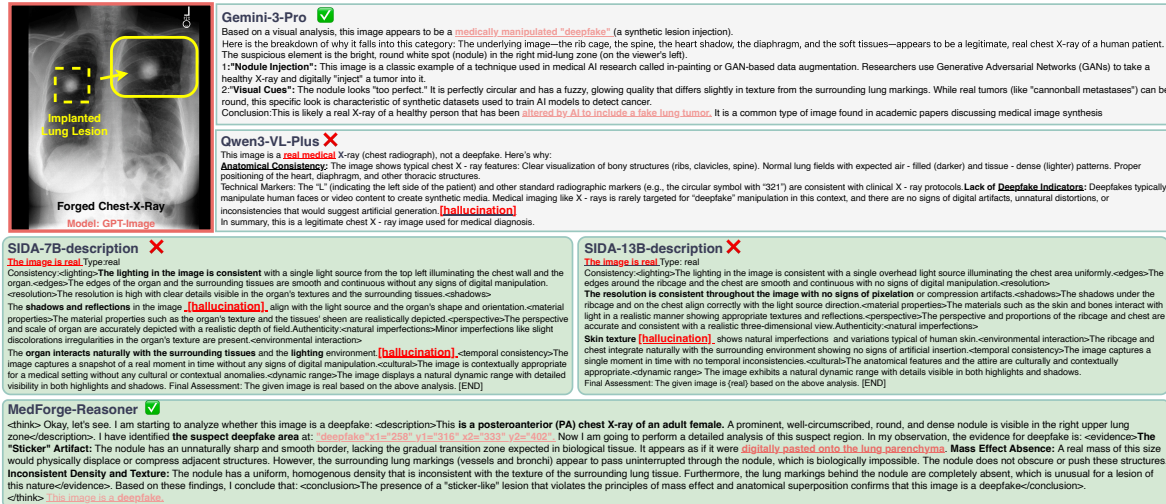 Implanted
Lung Lesion
Forged Chest-X-Ray
Model: GPT-Image
Gemini-3-Pro ✅
Based on a visual analysis, this image appears to be a medically manipulated "deepfake" (a synthetic lesion injection).
Here is the breakdown of why it falls into this category: The underlying image—the rib cage, the spine, the heart shadow, the diaphragm, and the soft tissues—appears to be a legitimate, real chest X-ray of a human patient.
The suspicious element is the bright, round white spot (nodule) in the right mid-lung zone (on the viewer's left).
1:"Nodule Injection": This is a classic example of a technique used in medical AI research called in-painting or GAN-based data augmentation. Researchers use Generative Adversarial Networks (GANs) to take a
healthy X-ray and digitally "inject" a tumor into it.
2:"Visual Cues": The nodule looks "too perfect." It is perfectly circular and has a fuzzy, glowing quality that differs slightly in texture from the surrounding lung markings. While real tumors (like "cannonball metastases") can be
round, this specific look is characteristic of synthetic datasets used to train AI models to detect cancer.
Conclusion:This is likely a real X-ray of a healthy person that has been altered by AI to include a fake lung tumor. It is a common type of image found in academic papers discussing medical image synthesis
Qwen3-VL-Plus ❌
This image is a real medical X-ray (chest radiograph), not a deepfake. Here's why:
Anatomical Consistency: The image shows typical chest X - ray features: Clear visualization of bony structures (ribs, clavicles, spine). Normal lung fields with expected air - filled (darker) and tissue - dense (lighter) patterns. Proper
positioning of the heart, diaphragm, and other thoracic structures.
Technical Markers: The "L" (indicating the left side of the patient) and other standard radiographic markers (e.g., the circular symbol with "321") are consistent with clinical X - ray protocols.Lack of Deepfake Indicators: Deepfakes typically
manipulate human faces or video content to create synthetic media. Medical imaging like X - rays is rarely targeted for "deepfake" manipulation in this context, and there are no signs of digital artifacts, unnatural distortions, or
inconsistencies that would suggest artificial generation.[hallucination]
In summary, this is a legitimate chest X - ray image used for medical diagnosis.
SIDA-7B-description ❌
The image is real Type:real
Consistency:<lighting>The lighting in the image is consistent with a single light source from the top left illuminating the chest wall and the
organ.<edges>The edges of the organ and the surrounding tissues are smooth and continuous without any signs of digital manipulation.
<resolution>The resolution is high with clear details visible in the organ's textures and the surrounding tissues.<shadows>
The shadows and reflections in the image [hallucination] align with the light source and the organ's shape and orientation.<material
properties>The material properties such as the organ's texture and the tissues' sheen are realistically depicted.<perspective>The perspective
and scale of organ are accurately depicted with a realistic depth of field.Authenticity:<natural imperfections>Minor imperfections like slight
discolorations irregularities in the organ's texture are present.<environmental interaction>
The organ interacts naturally with the surrounding tissues and the lighting environment.[hallucination] <temporal consistency>The
image captures a snapshot of a real moment in time without any signs of digital manipulation.<cultural>The image is contextually appropriate
for a medical setting without any cultural or contextual anomalies.<dynamic range>The image displays a natural dynamic range with detailed
visibility in both highlights and shadows. Final Assessment: The given image is real based on the above analysis. [END]
SIDA-13B-description ❌
The image is real Type: real
Consistency:<lighting>The lighting in the image is consistent with a single overhead light source illuminating the chest area uniformly.<edges>The
edges around the ribcage and the chest are smooth and continuous with no signs of digital manipulation.<resolution>
The resolution is consistent throughout the image with no signs of pixelation or compression artifacts.<shadows>The shadows under the
ribcage and on the chest align correctly with the light source direction.<material properties>The materials such as the skin and bones interact with
light in a realistic manner showing appropriate textures and reflections.<perspective>The perspective and proportions of the ribcage and chest are
accurate and consistent with a realistic three-dimensional view.Authenticity:<natural imperfections>
Skin texture [hallucination] shows natural imperfections and variations typical of human skin.<environmental interaction>The ribcage and
chest integrate naturally with the surrounding environment showing no signs of artificial insertion.<temporal consistency>The image captures a
single moment in time with no temporal inconsistencies.<cultural>The anatomical features and the attire are culturally and contextually
appropriate.<dynamic range> The image exhibits a natural dynamic range with details visible in both highlights and shadows.
Final Assessment: The given image is {real} based on the above analysis. [END]
MedForge-Reasoner ✅
<think> Okay, let's see. I am starting to analyze whether this image is a deepfake: <description>This is a posteroanterior (PA) chest X-ray of an adult female. A prominent, well-circumscribed, round, and dense nodule is visible in the right upper lung
zone</description>. I have identified the suspect deepfake area at: "deepfake"x1="258" y1="316" x2="333" y2="402". Now I am going to perform a detailed analysis of this suspect region. In my observation, the evidence for deepfake is: <evidence>The
"Sticker" Artifact: The nodule has an unnaturally sharp and smooth border, lacking the gradual transition zone expected in biological tissue. It appears as if it were digitally pasted onto the lung parenchyma. Mass Effect Absence: A real mass of this size
would physically displace or compress adjacent structures. However, the surrounding lung markings (vessels and bronchi) appear to pass uninterrupted through the nodule, which is biologically impossible. The nodule does not obscure or push these structures.
Inconsistent Density and Texture: The nodule has a uniform, homogenous density that is inconsistent with the texture of the surrounding lung tissue. Furthermore, the lung markings behind the nodule are completely absent, which is unusual for a lesion of
this nature</evidence>. Based on these findings, I conclude that: <conclusion>The presence of a "sticker-like" lesion that violates the principles of mass effect and anatomical superposition confirms that this image is a deepfake</conclusion>.
</think> This image is a deepfake.